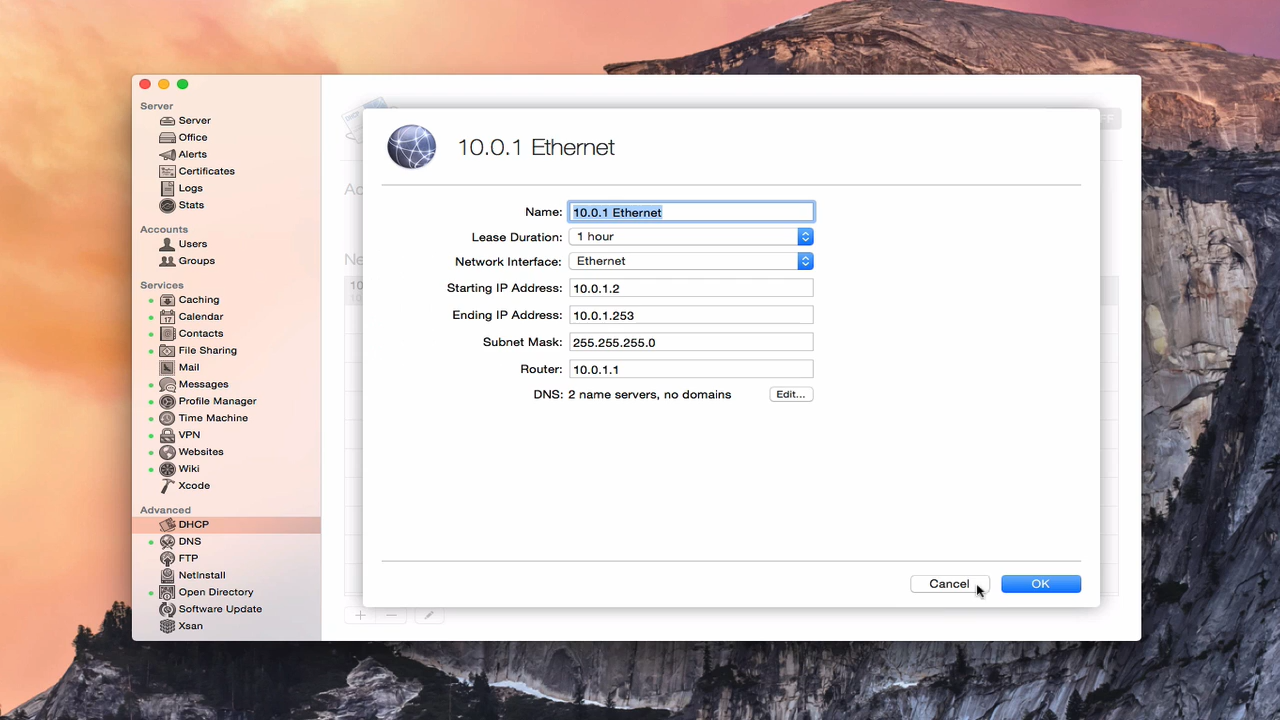 Server
Server
Office
Alerts
Certificates
Logs
Stats
Accounts
Users
Groups
Services
Caching
17 Calendar
Contacts
File Sharing
Mail
Messages
Profile Manager
Time Machine
VPN
Websites
Wiki
Xcode
Advanced
DHCP
DNS
FTP
NetInstall
Open Directory
Software Update
Xsan
10.0.1 Ethernet
Name: 10.0.1 Ethernet
Lease Duration: 1 hour
Network Interface: Ethernet
Starting IP Address: 10.0.1.2
Ending IP Address: 10.0.1.253
Subnet Mask: 255.255.255.0
Router: 10.0.1.1
DNS: 2 name servers, no domains Edit...
Cancel OK